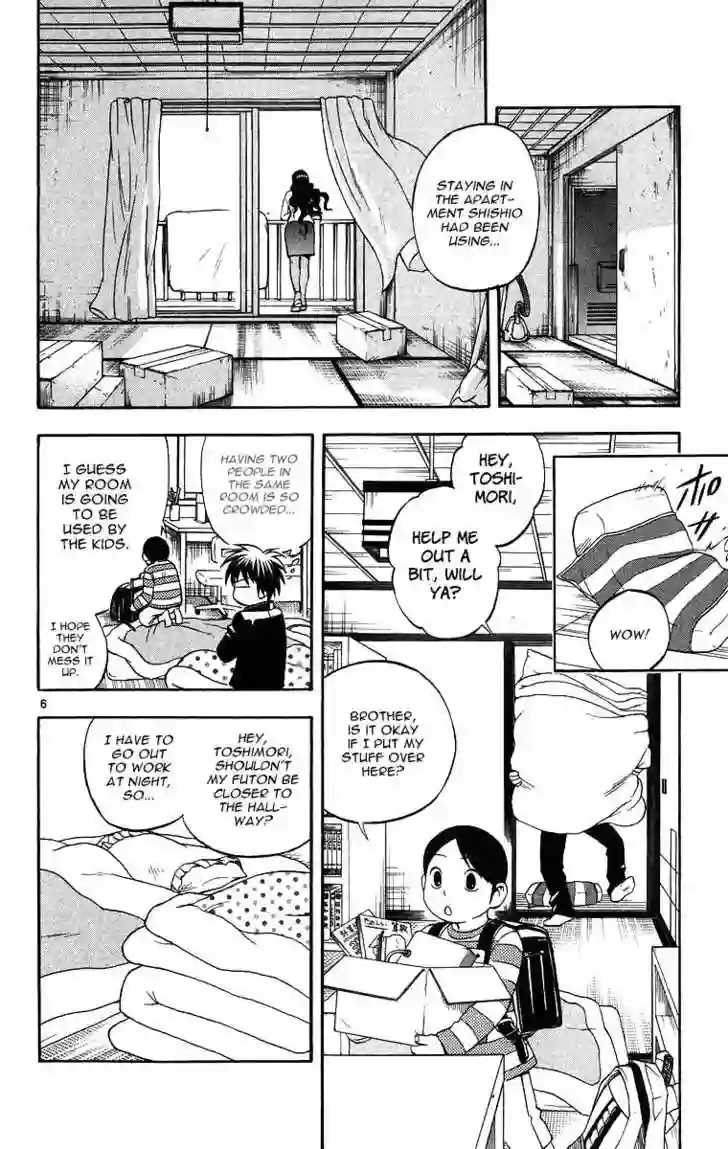 STAYING IN
THE APART-
MENT SHISHIO
HAD BEEN
USING...
HEY,
TOSHI-
MORI,
HELP ME
OUT A
BIT, WILL
YA?
ホロ
WOW!
BROTHER,
IS IT OKAY
IF I PUT MY
STUFF OVER
HERE?
HAVING TWO
PEOPLE IN
THE SAME
ROOM IS SO
CROWDED...
I GUESS
MY ROOM
IS GOING
TO BE
USED BY
THE KIDS.
I HOPE
THEY
DON'T
MESS IT
UP.
6
HEY,
TOSHIMORI,
SHOULDN'T
MY FUTON BE
CLOSER TO
THE HALL-
WAY?
I HAVE TO
GO OUT
TO WORK
AT NIGHT,
SO...